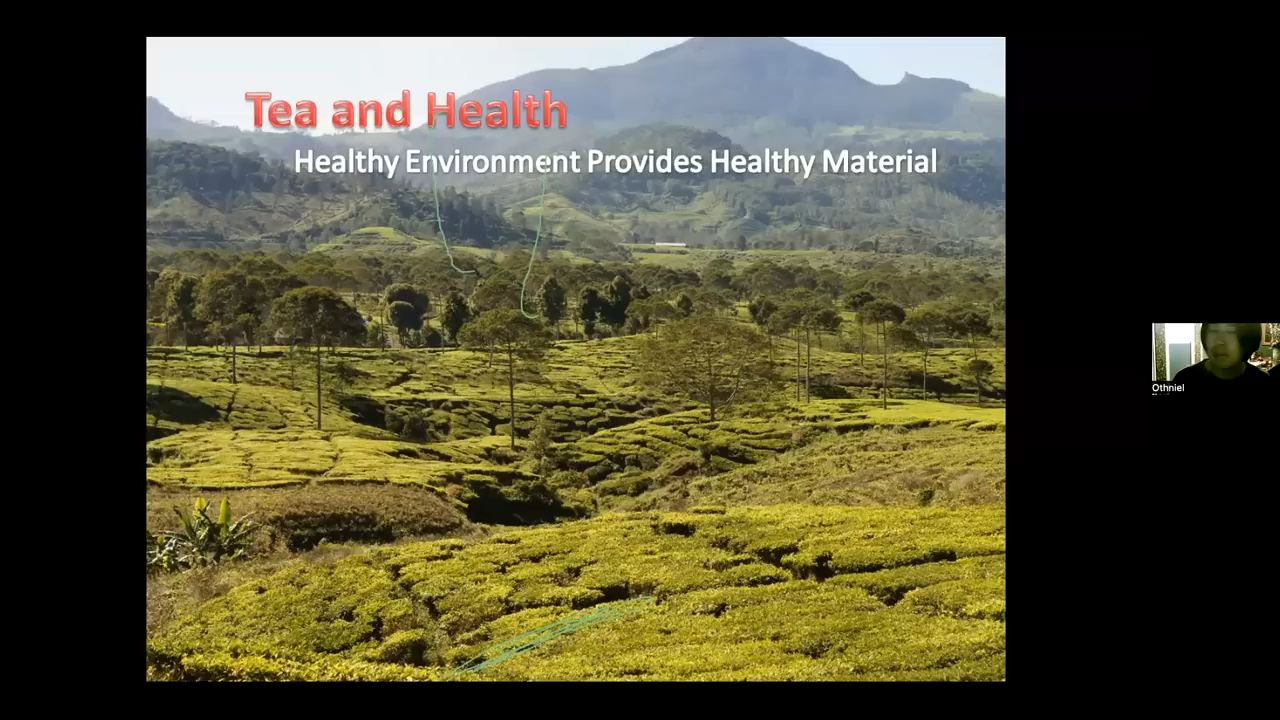 Tea and Health
Healthy Environment Provides Healthy Material
Othniel